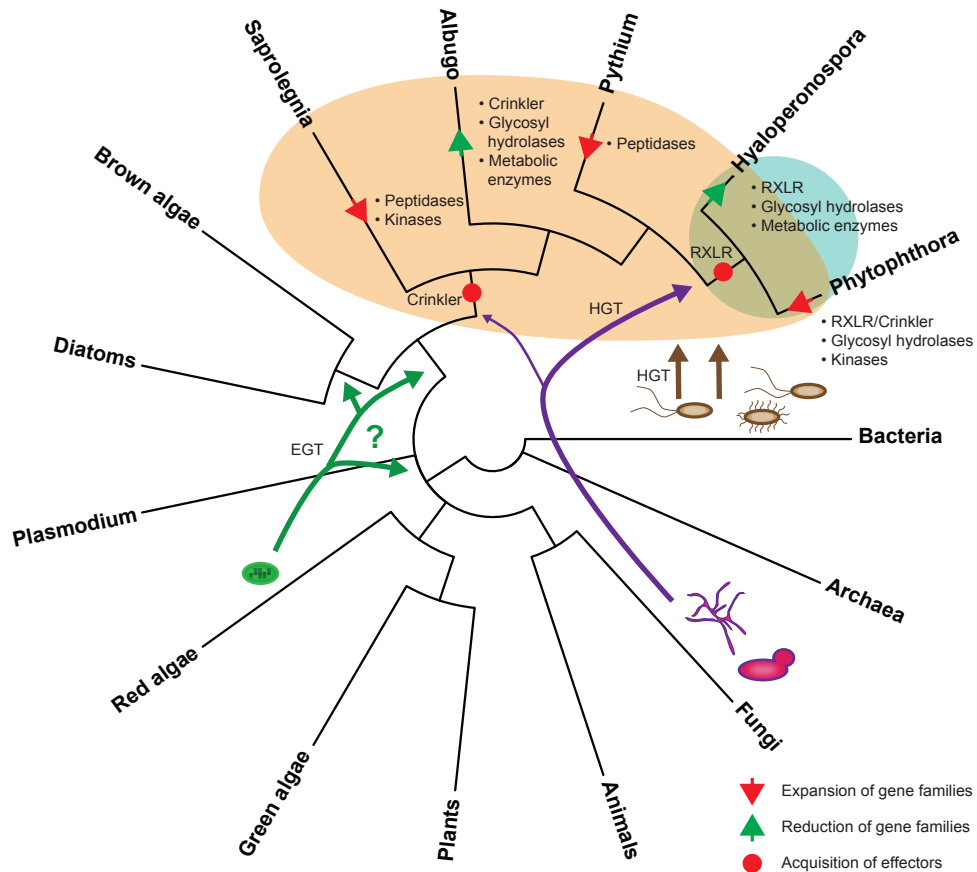 Saprolegnia
Albugo
Pythium
Hyaloperonospora
Phytophthora
Brown algae
Diatoms
Plasmodium
Red algae
Green algae
Plants
Animals
Fungi
Archaea
Bacteria
• Peptidases
• Kinases
• Crinkler
• Glycosyl
hydrolases
• Metabolic
enzymes
• Peptidases
• RXLR
• Glycosyl hydrolases
• Metabolic enzymes
RXLR
Crinkler
HGT
• RXLR/Crinkler
• Glycosyl hydrolases
• Kinases
HGT
EGT
?
Expansion of gene families
Reduction of gene families
Acquisition of effectors